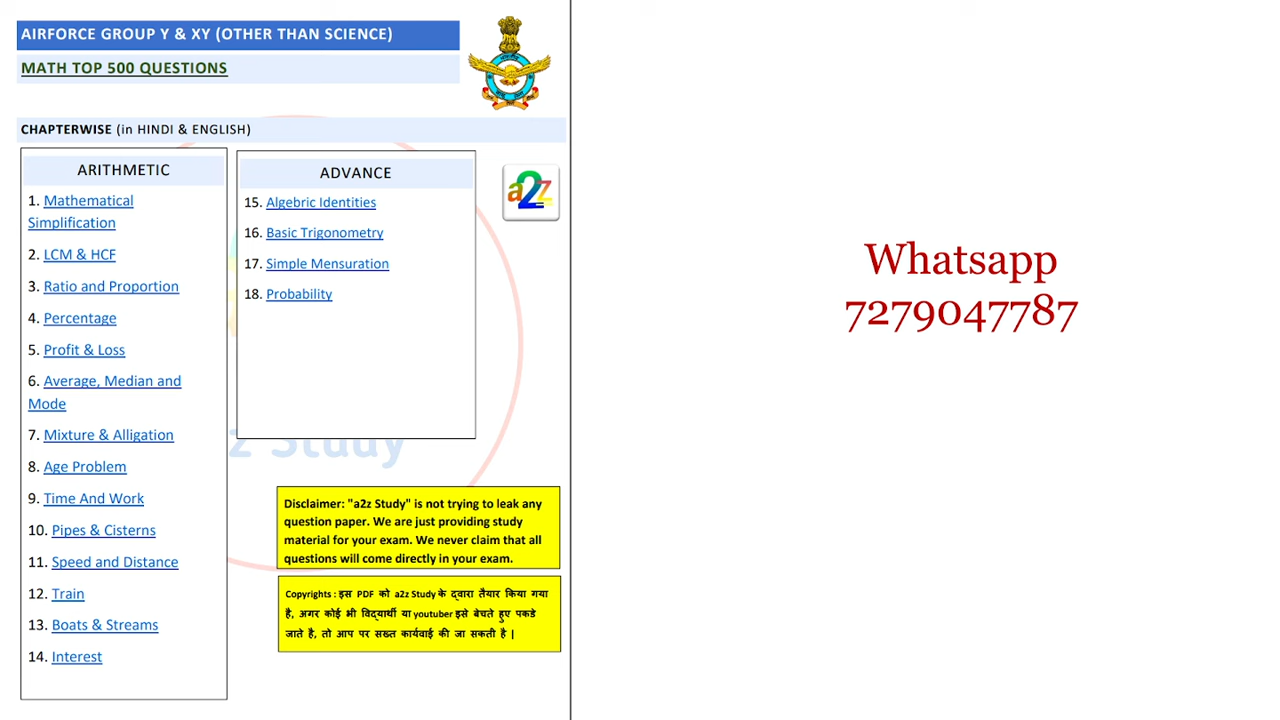 AIRFORCE GROUP Y & XY (OTHER THAN SCIENCE)
MATH TOP 500 QUESTIONS
CHAPTERWISE (in HINDI & ENGLISH)
ARITHMETIC
1. Mathematical
Simplification
2. LCM & HCF
3. Ratio and Proportion
4. Percentage
5. Profit & Loss
6. Average, Median and
Mode
7. Mixture & Alligation
8. Age Problem
9. Time And Work
10. Pipes & Cisterns
11. Speed and Distance
12. Train
13. Boats & Streams
14. Interest
ADVANCE
15. Algebric Identities
16. Basic Trigonometry
17. Simple Mensuration
18. Probability
a2z
z Study
Disclaimer: "a2z Study" is not trying to leak any
question paper. We are just providing study
material for your exam. We never claim that all
questions will come directly in your exam.
Copyrights : इस PDF को a2z Study के द्वारा तैयार किया गया
है, अगर कोई भी विद्यार्थी या youtuber इसे बेचते हुए पकडे
जाते है, तो आप पर सख्त कार्यवाई की जा सकती है |
Whatsapp
7279047787